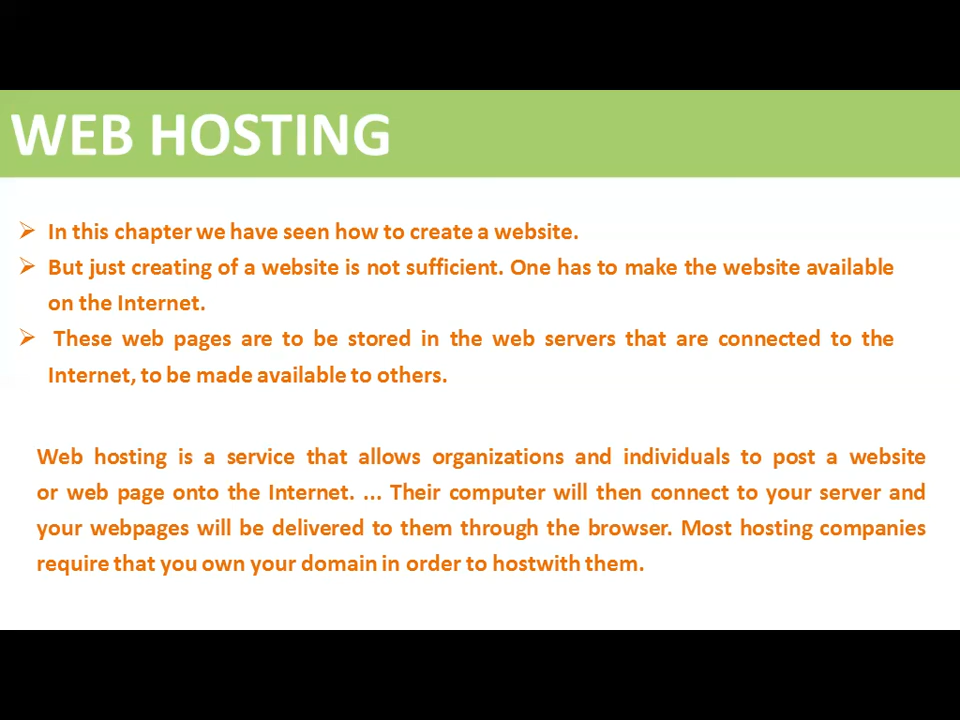 WEB HOSTING
In this chapter we have seen how to create a website.
But just creating of a website is not sufficient. One has to make the website available
on the Internet.
These web pages are to be stored in the web servers that are connected to the
Internet, to be made available to others.
Web hosting is a service that allows organizations and individuals to post a website
or web page onto the Internet. ... Their computer will then connect to your server and
your webpages will be delivered to them through the browser. Most hosting companies
require that you own your domain in order to hostwith them.